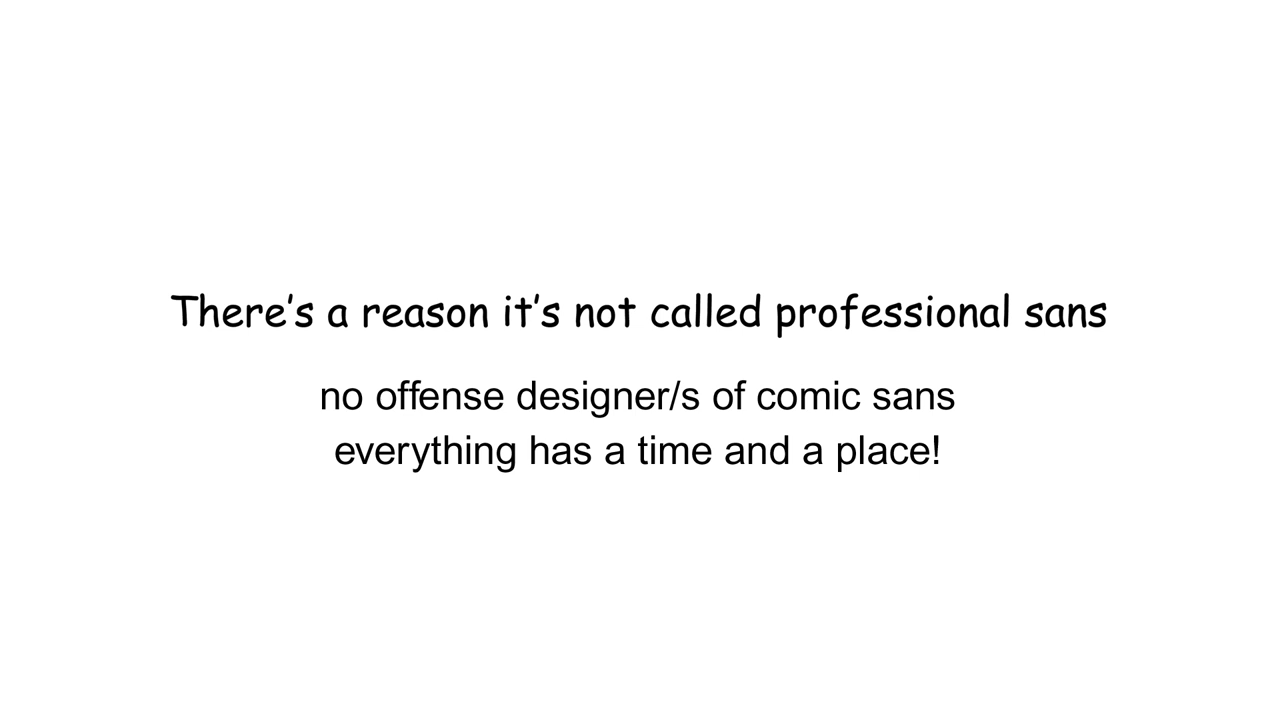 There’s a reason it’s not called professional sans
no offense designer/s of comic sans
everything has a time and a place!